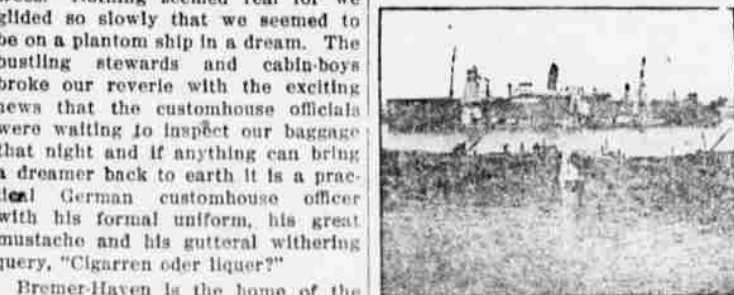 glided so slowly that we seemed to
be on a plantom ship in a dream. The
bustling stewards and cabin-boys
broke our reverie with the exciting
news that the customhouse officials
were waiting to inspect our baggage
that night and if anything can bring
a dreamer back to earth it is a prac-
tical German customhouse officer
with his formal uniform, his great
mustache and his gutteral withering
query, "Cigarren oder liquer?"
Bremer-Haven is the home of the